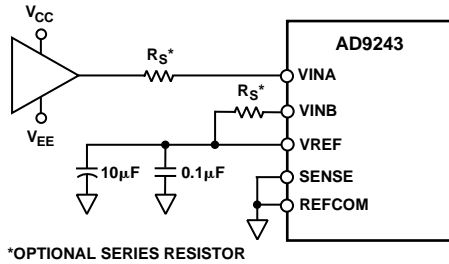 VCC
AD9243
RS*
VINA
RS*
VINB
VEE
VREF
10μF
0.1μF
SENSE
REFCOM
*OPTIONAL SERIES RESISTOR